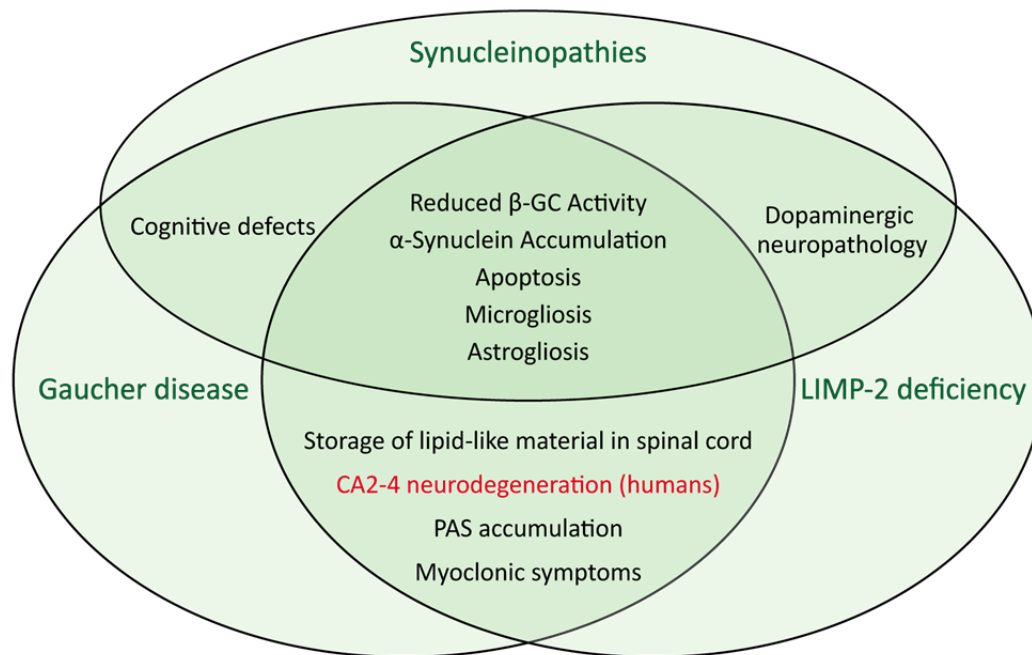 Synucleinopathies
Cognitive defects
Reduced β-GC Activity
α-Synuclein Accumulation
Apoptosis
Microgliosis
Astrogliosis
Dopaminergic
neuropathology
Gaucher disease
LIMP-2 deficiency
Storage of lipid-like material in spinal cord
CA2-4 neurodegeneration (humans)
PAS accumulation
Myoclonic symptoms